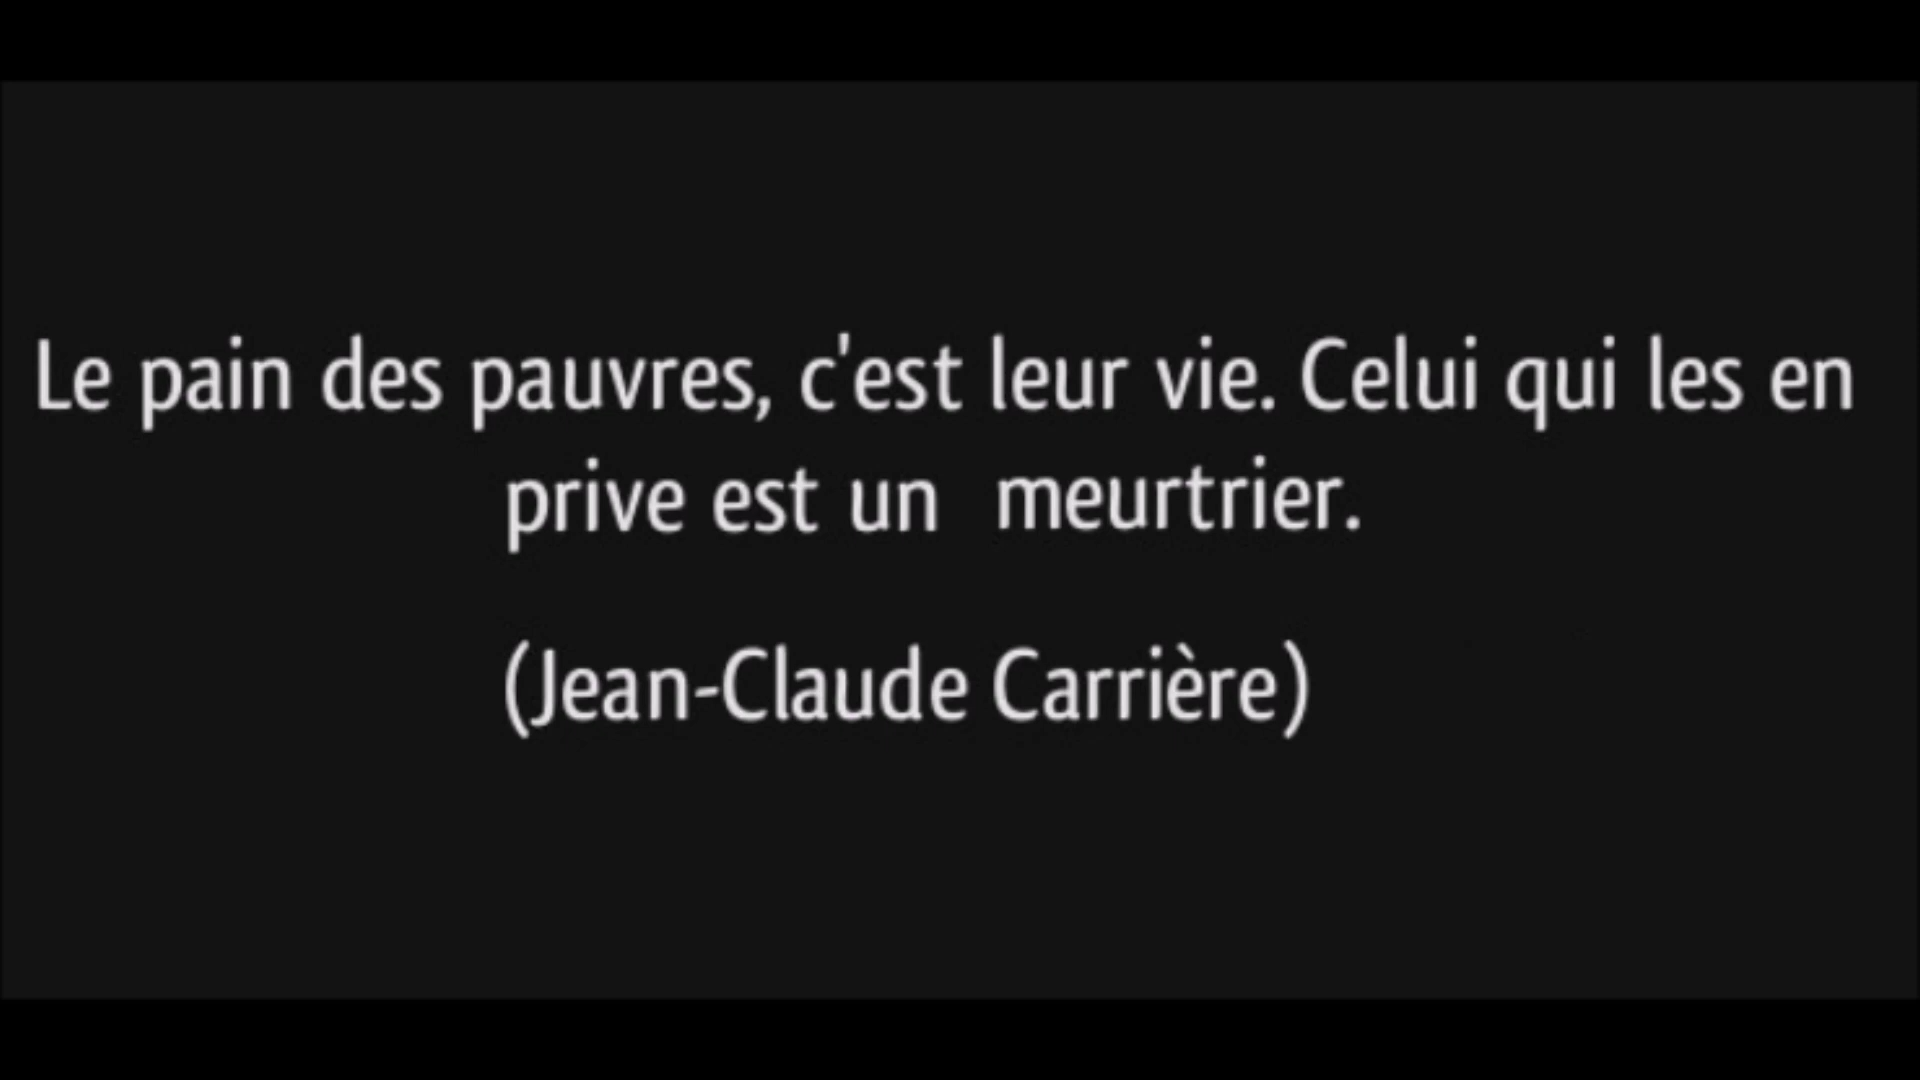 Le pain des pauvres, c'est leur vie. Celui qui les en
prive est un meurtrier.
(Jean-Claude Carrière)